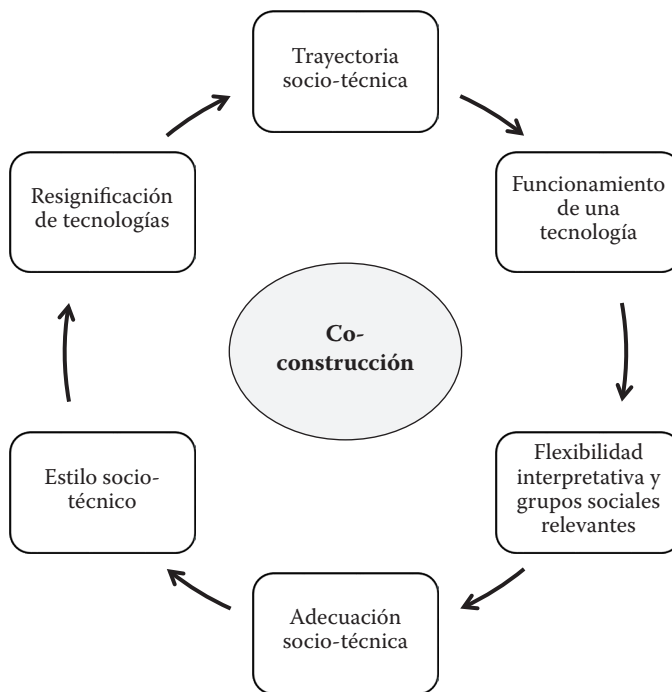 Trayectoria
socio-técnica
Funcionamiento
de una
tecnología
Flexibilidad
interpretativa y
grupos sociales
relevantes
Adecuación
socio-técnica
Estilo socio-
técnico
Resignificación
de tecnologías
Co-
construcción